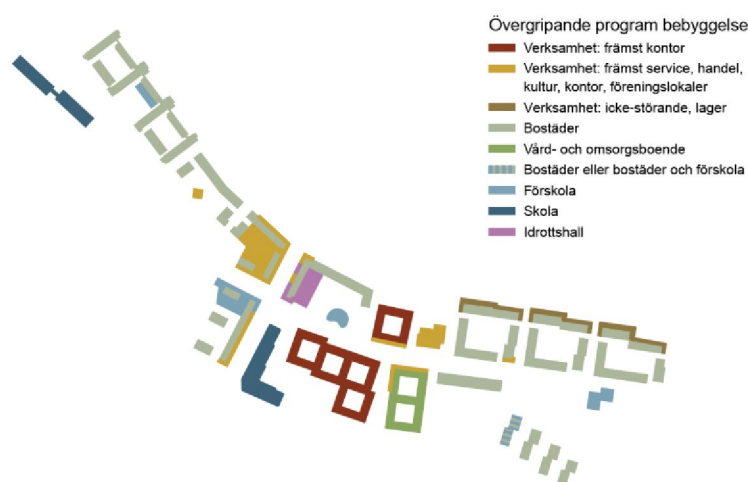 Övergripande program bebyggelse
Verksamhet: främst kontor
Verksamhet: främst service, handel,
kultur, kontor, föreningslokaler
Verksamhet: icke-störande, lager
Bostäder
Vård- och omsorgsboende
Bostäder eller bostäder och förskola
Förskola
Skola
Idrottshall